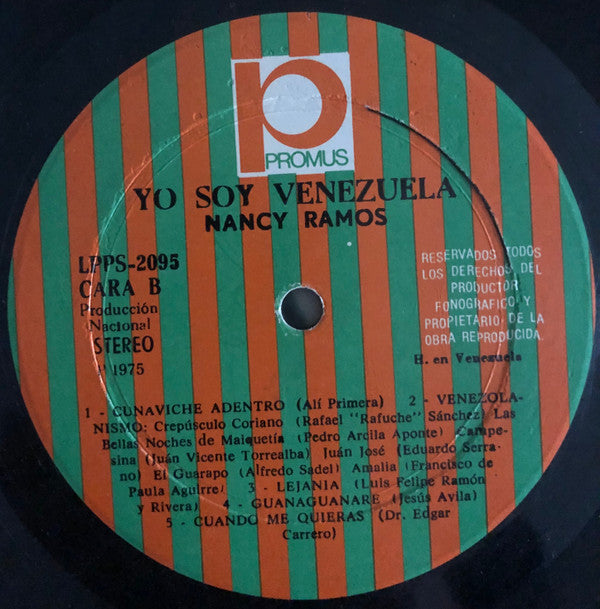 PROMUS
YO SOY VENEZUELA
NANCY RAMOS
LPPS-2095
CARA B
Producción
Nacional
STEREO
P 1975
RESERVADOS TODOS
LOS DERECHOS DEL
PRODUCTOR
FONOGRAFICO Y
PROPIETARIO DE LA
OBRA REPRODUCIDA.
H. en Venezuela
1 - CUNAVICHE ADENTRO (Alí Primera) 2 - VENEZOLA-
NISMO: Crepúsculo Coriano (Rafael "Rafuche" Sánchez) Las
Bellas Noches de Maiquetía (Pedro Arcila Aponte) Campe-
sina (Juan Vicente Torrealba) Juan José (Eduardo Serra-
no) El Guarapo (Alfredo Sadel) Amalia (Francisco de
Paula Aguirre) 3 - LEJANIA (Luis Felipe Ramón
y Rivera) 4 - GUANAGUANARE (Jesús Avila)
5 - CUANDO ME QUIERAS (Dr. Edgar
Carrero)